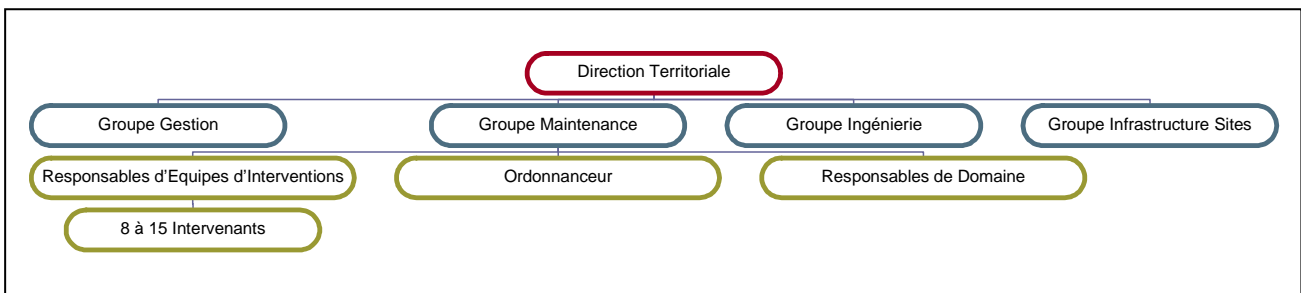 Direction Territoriale
Groupe Gestion
Groupe Maintenance
Groupe Ingénierie
Groupe Infrastructure Sites
Responsables d'Equipes d'Interventions
Ordonnanceur
Responsables de Domaine
8 à 15 Intervenants